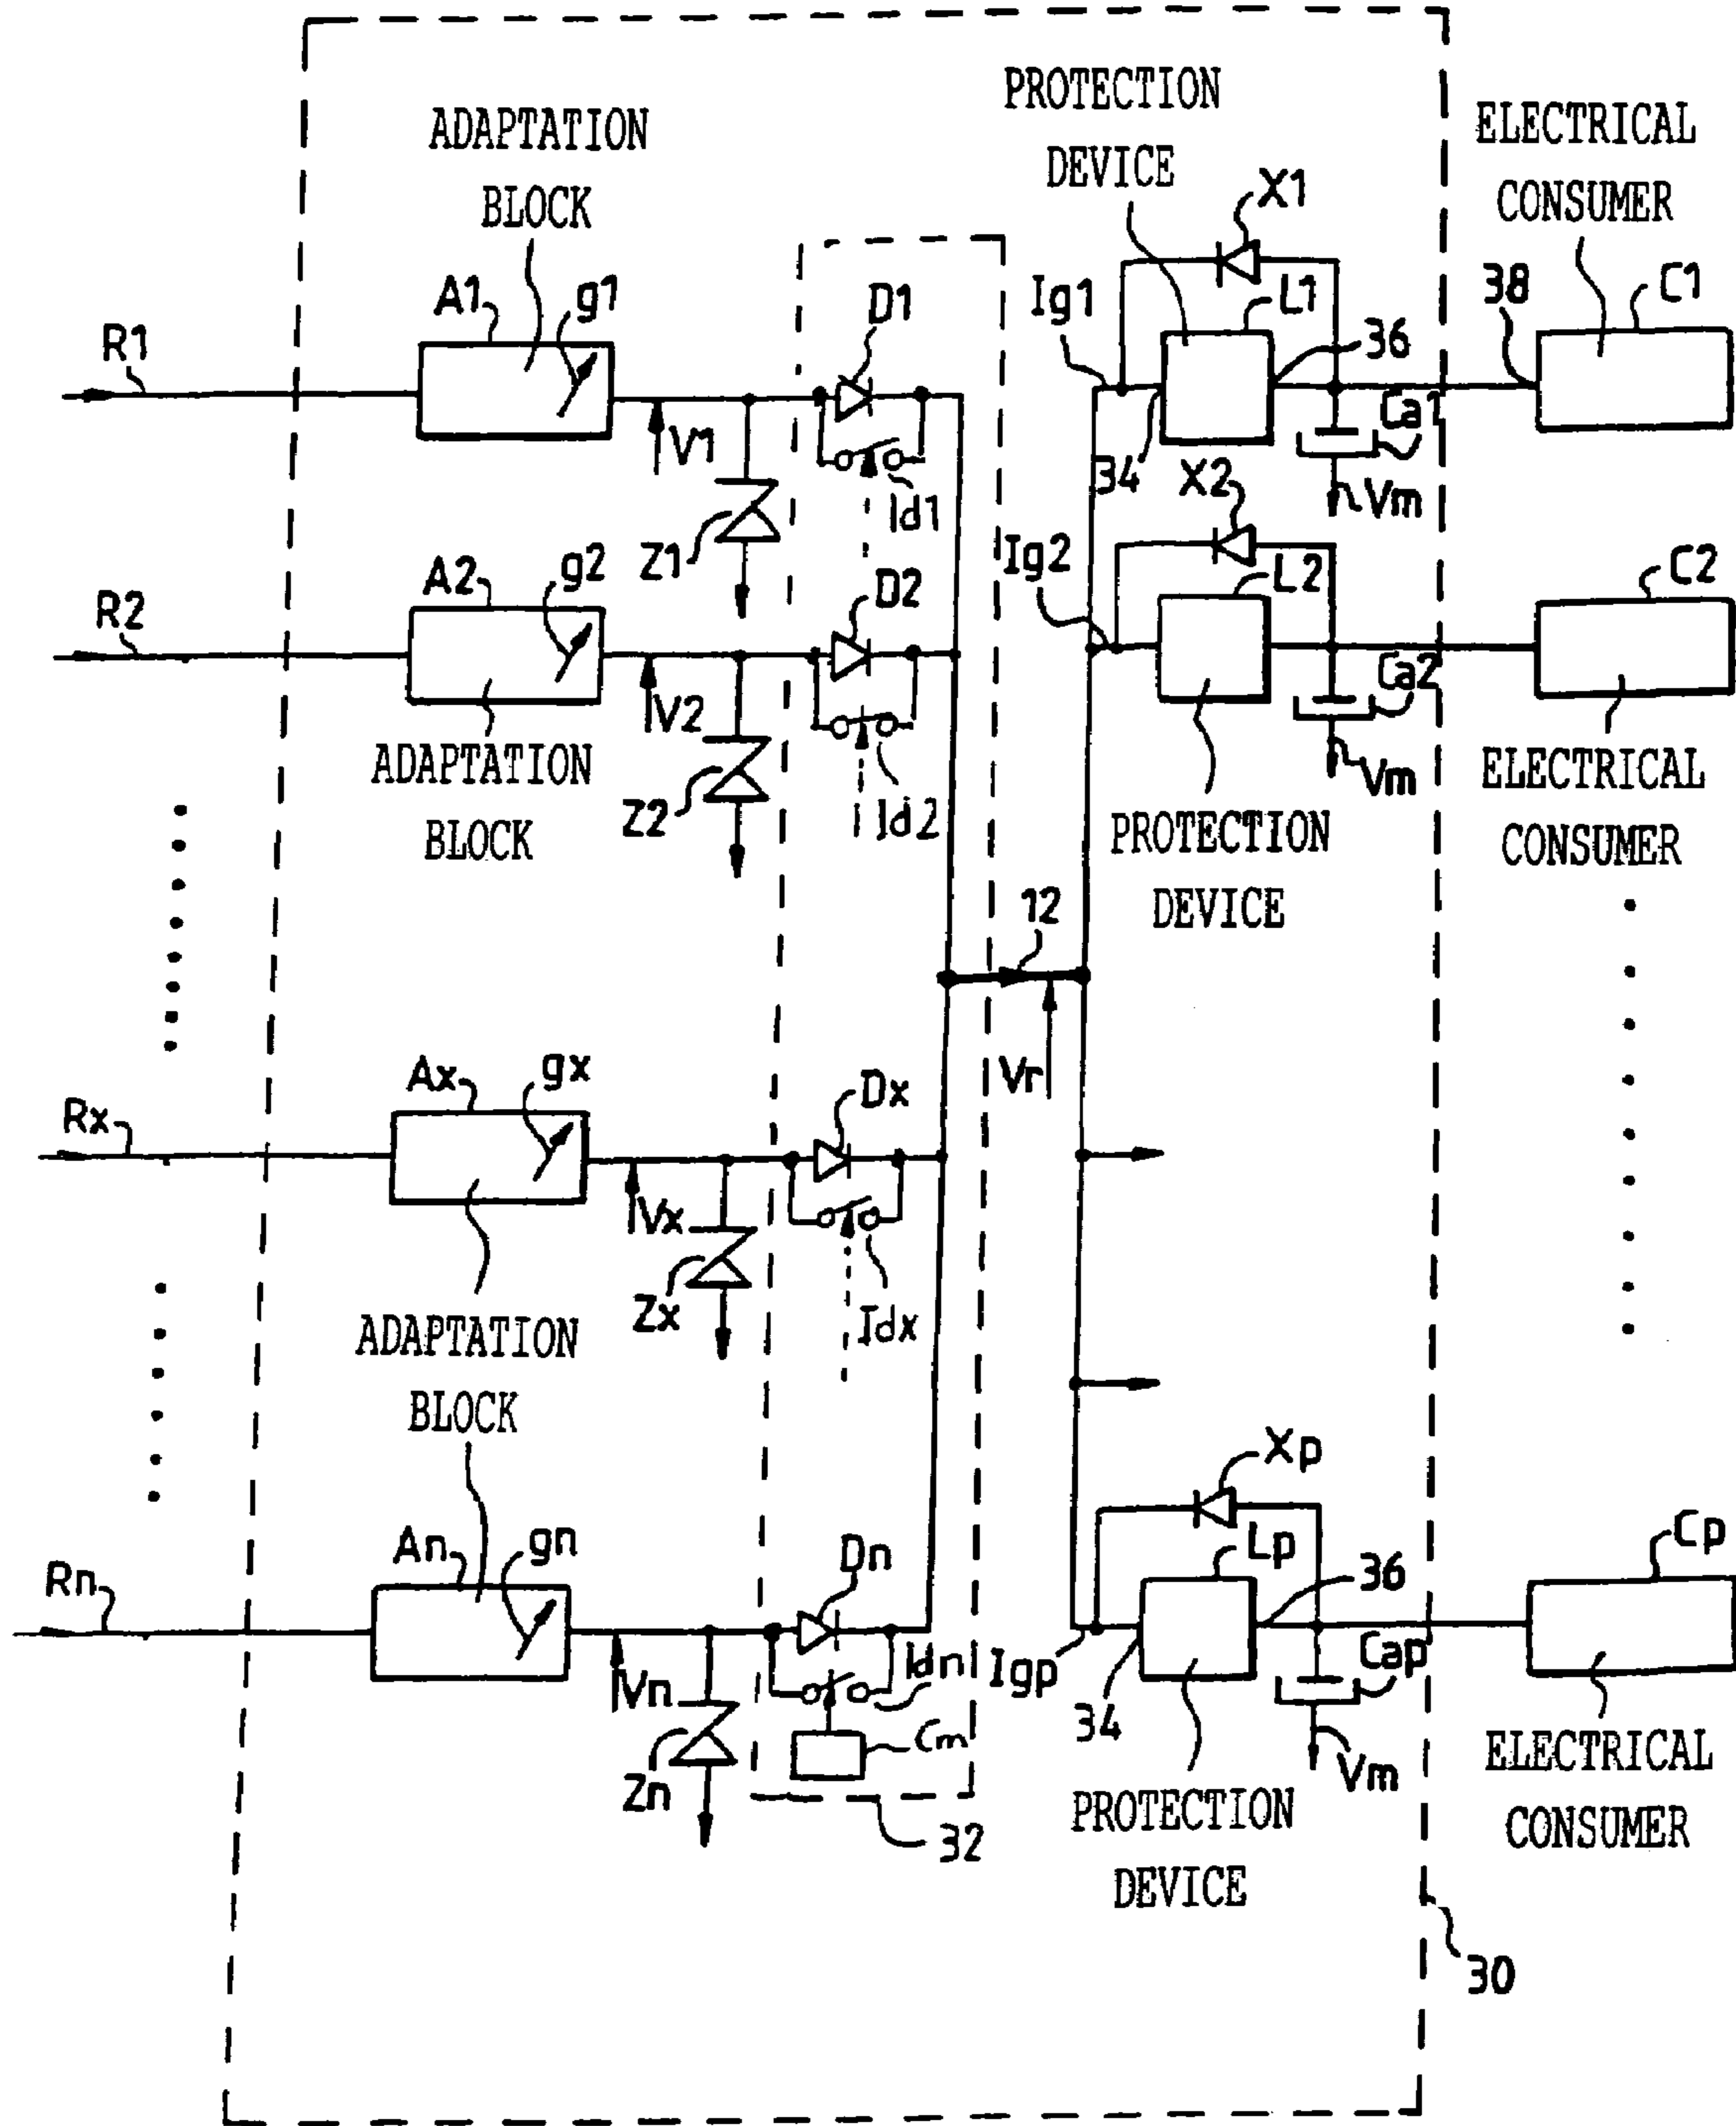 PROTECTION
DEVICE
ADAPTATION
BLOCK
ELECTRICAL
CONSUMER
X1
A1
g1
D1
Ig1
L1
36
38
C1
R1
V1
Z1
Id1
34
Ca1
Vm
X2
A2
g2
D2
Ig2
L2
C2
R2
V2
Z2
Id2
Ca2
Vm
ADAPTATION
BLOCK
PROTECTION
DEVICE
ELECTRICAL
CONSUMER
12
Vr
Ax
gx
Dx
Rx
Vx
Zx
Idx
ADAPTATION
BLOCK
Xp
An
gn
Dn
Lp
36
Cp
Rn
Vn
Zn
Idn
Cm
Igp
34
Cap
Vm
32
PROTECTION
DEVICE
ELECTRICAL
CONSUMER
30